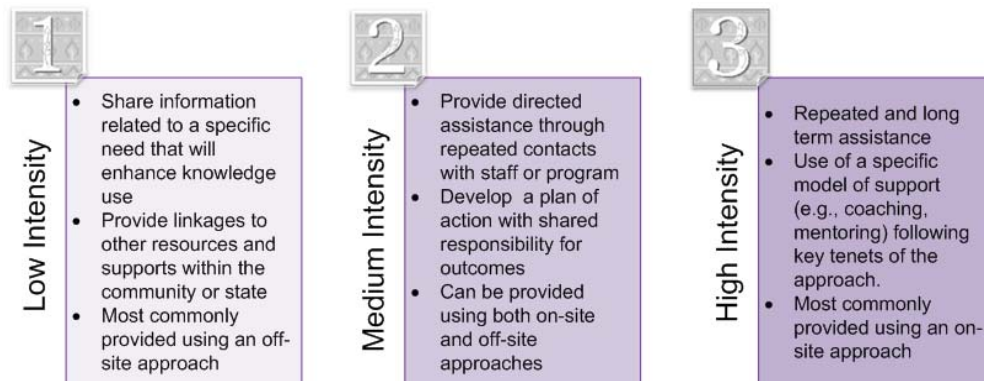 1
Low Intensity
• Share information
related to a specific
need that will
enhance knowledge
use
• Provide linkages to
other resources and
supports within the
community or state
• Most commonly
provided using an off-
site approach
2
Medium Intensity
• Provide directed
assistance through
repeated contacts
with staff or program
• Develop  a plan of
action with shared
responsibility for
outcomes
• Can be provided
using both on-site
and off-site
approaches
3
High Intensity
• Repeated and long
term assistance
• Use of a specific
model of support
(e.g., coaching,
mentoring) following
key tenets of the
approach.
• Most commonly
provided using an on-
site approach